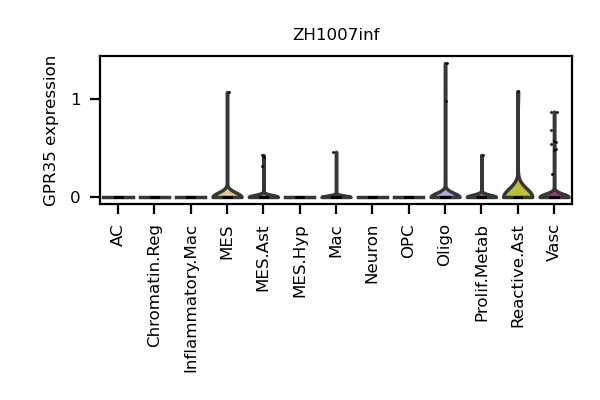 ZH1007inf
GPR35 expression
1
0
AC
Chromatin.Reg
Inflammatory.Mac
MES
MES.Ast
MES.Hyp
Mac
Neuron
OPC
Oligo
Prolif.Metab
Reactive.Ast
Vasc